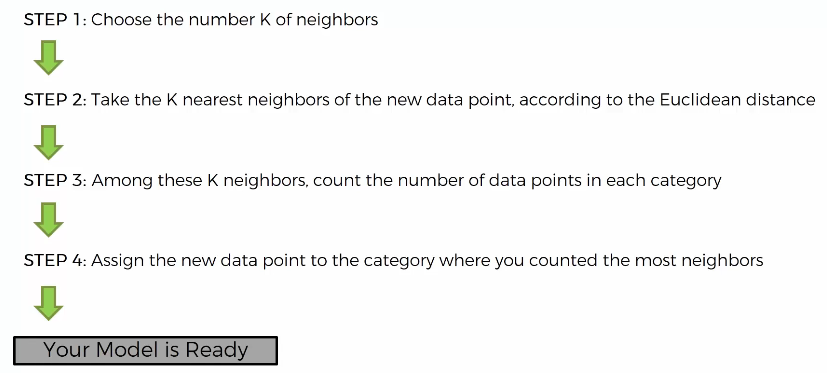 STEP 1: Choose the number K of neighbors
STEP 2: Take the K nearest neighbors of the new data point, according to the Euclidean distance
STEP 3: Among these K neighbors, count the number of data points in each category
STEP 4: Assign the new data point to the category where you counted the most neighbors
Your Model is Ready